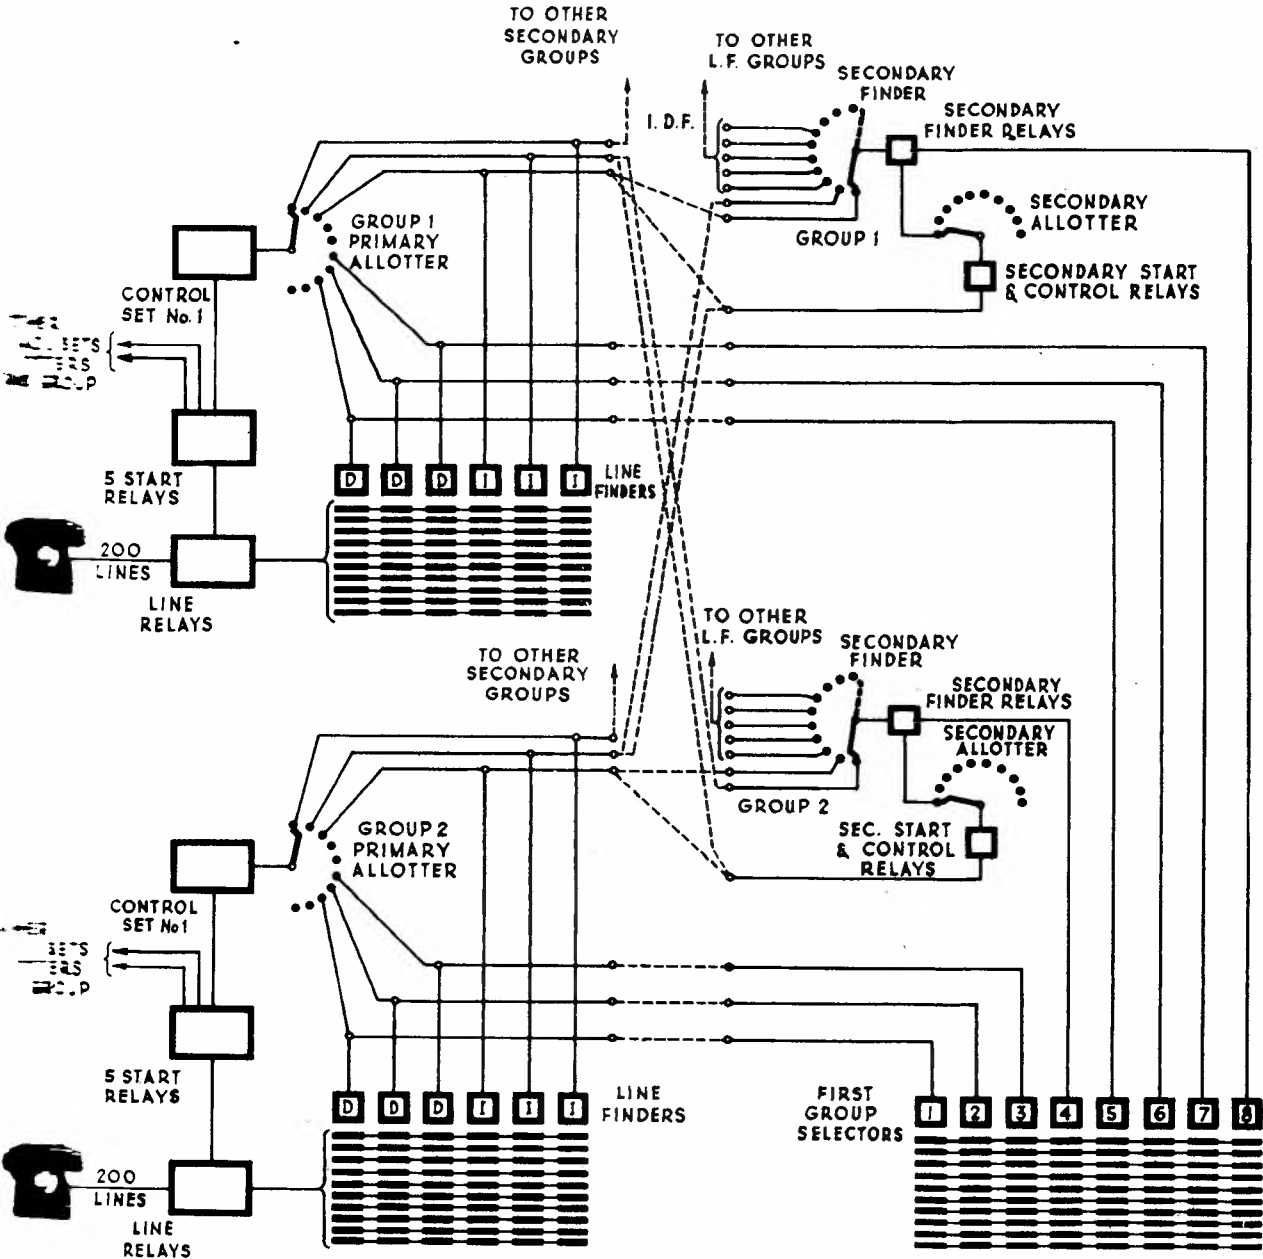 TO OTHER
SECONDARY
GROUPS
TO OTHER
L.F. GROUPS
SECONDARY
FINDER
SECONDARY
FINDER RELAYS
I.D.F.
SECONDARY
ALLOTTER
GROUP 1
PRIMARY
ALLOTTER
GROUP 1
SECONDARY START
& CONTROL RELAYS
CONTROL
SET No.1
SETS
5 START
RELAYS
D D D I I I
LINE
FINDERS
200
LINES
LINE
RELAYS
TO OTHER
SECONDARY
GROUPS
TO OTHER
L.F. GROUPS
SECONDARY
FINDER
SECONDARY
FINDER RELAYS
SECONDARY
ALLOTTER
GROUP 2
PRIMARY
ALLOTTER
GROUP 2
SEC. START
& CONTROL
RELAYS
CONTROL
SET No1
SETS
5 START
RELAYS
D D D I I I
LINE
FINDERS
FIRST
GROUP
SELECTORS
1 2 3 4 5 6 7 8
200
LINES
LINE
RELAYS